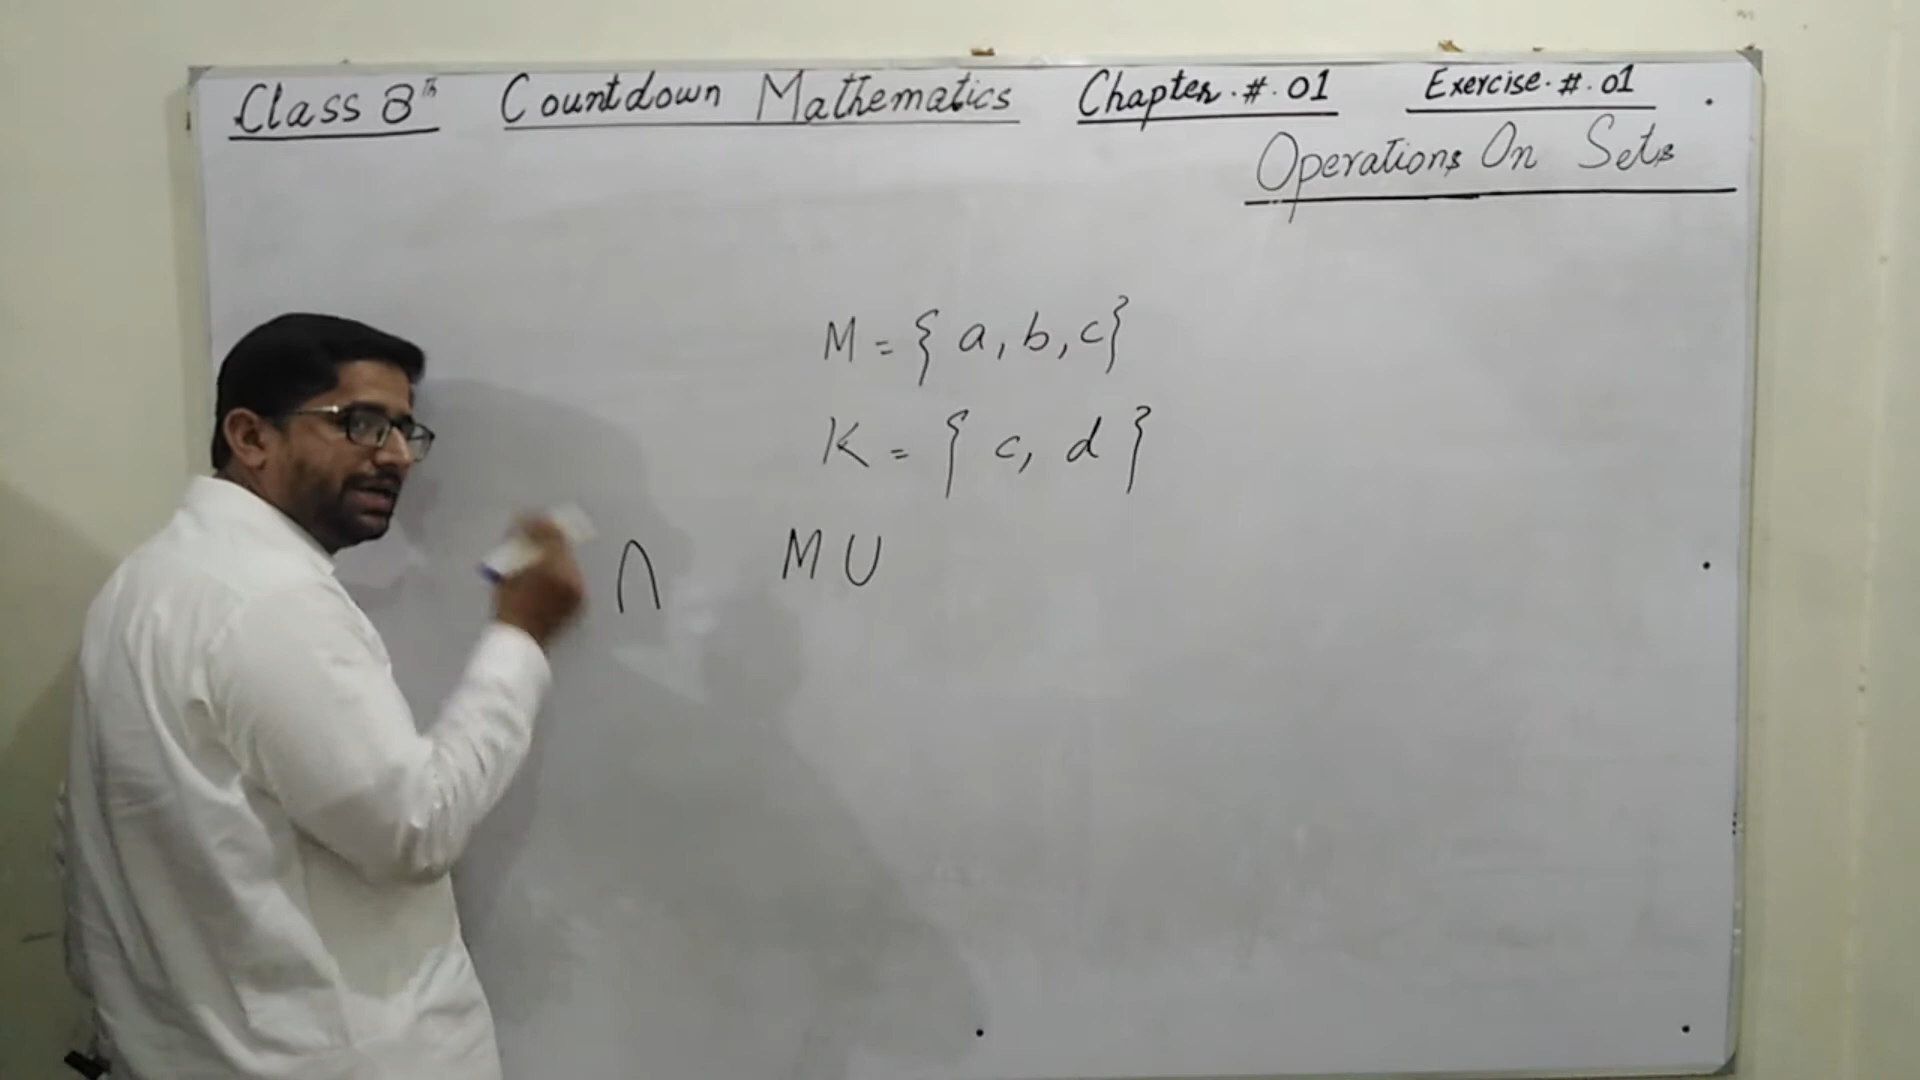 Class 8th Countdown Mathematics Chapter.#.01 Exercise.#.01
Operations On Sets
M = { a, b, c}
K = { c, d }
∩ M U